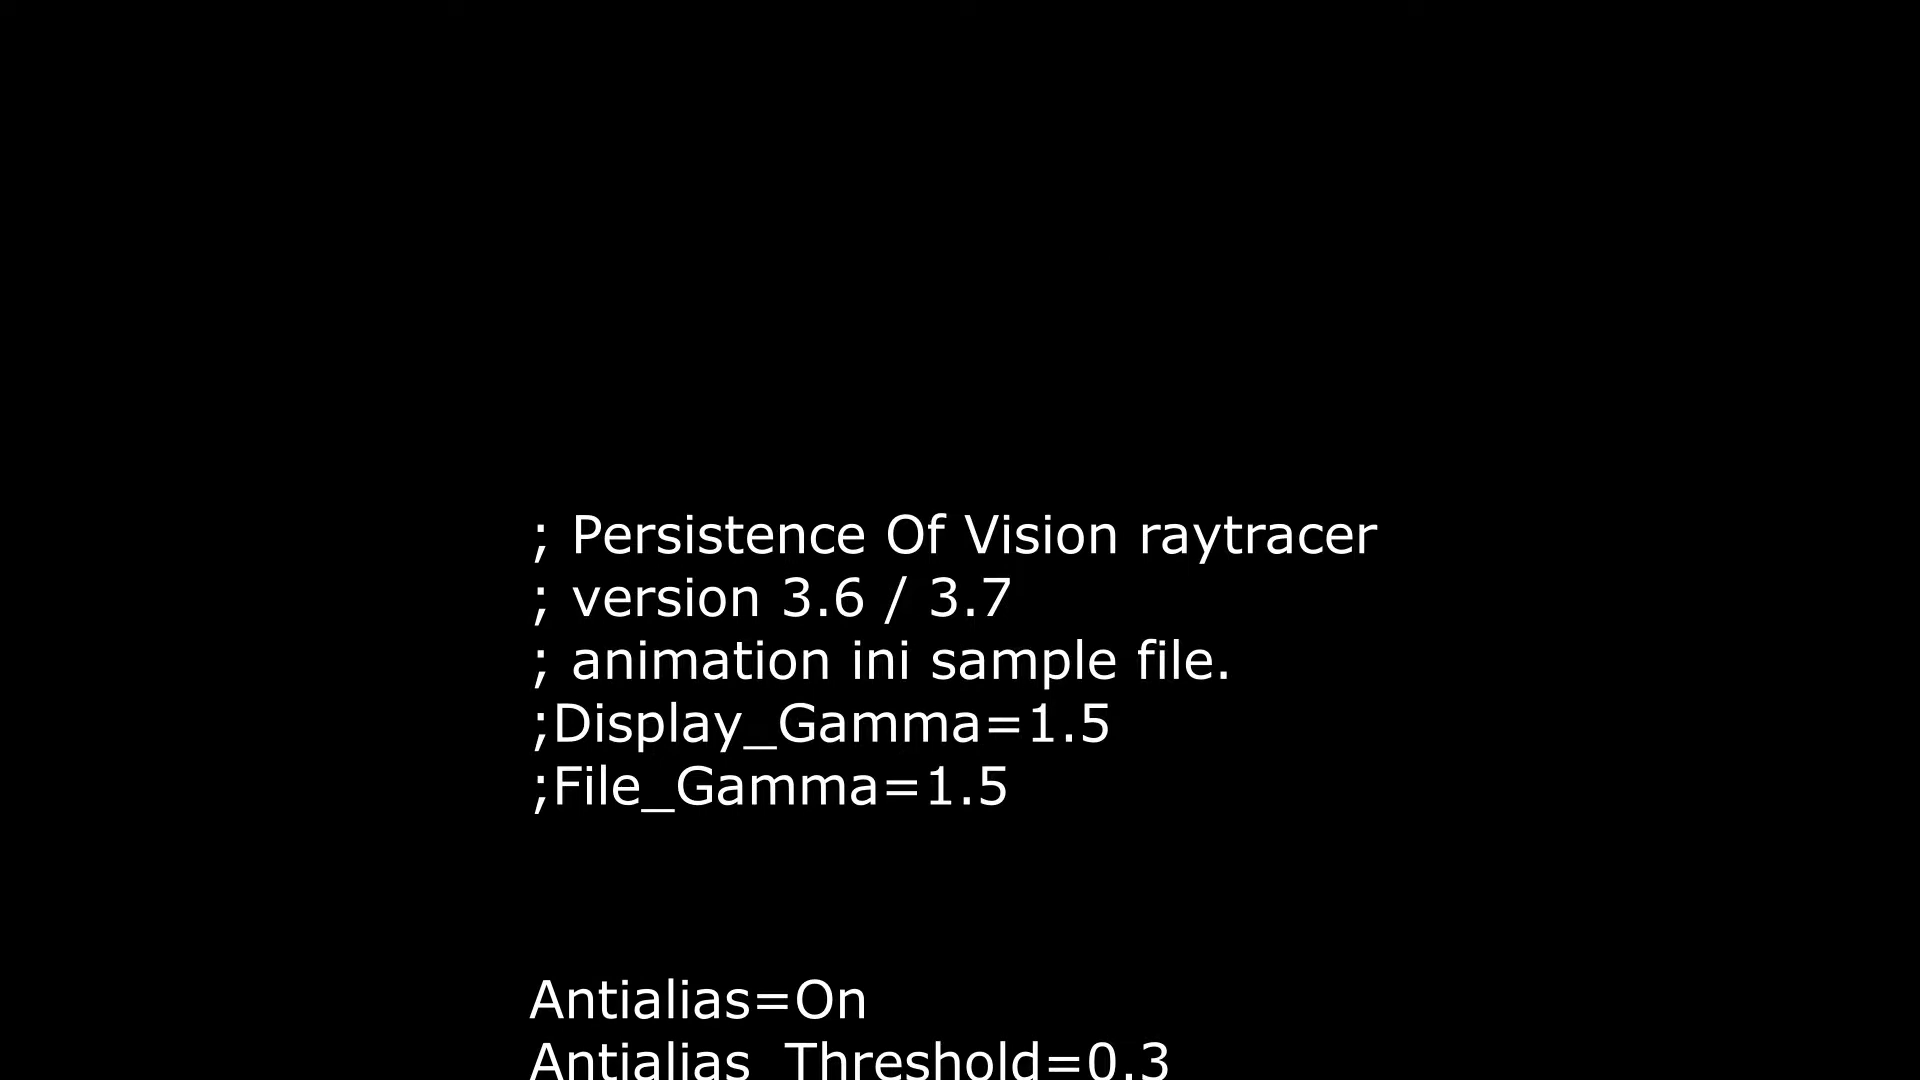 ; Persistence Of Vision raytracer
; version 3.6 / 3.7
; animation ini sample file.
;Display_Gamma=1.5
;File_Gamma=1.5
Antialias=On
Antialias_Threshold=0.3